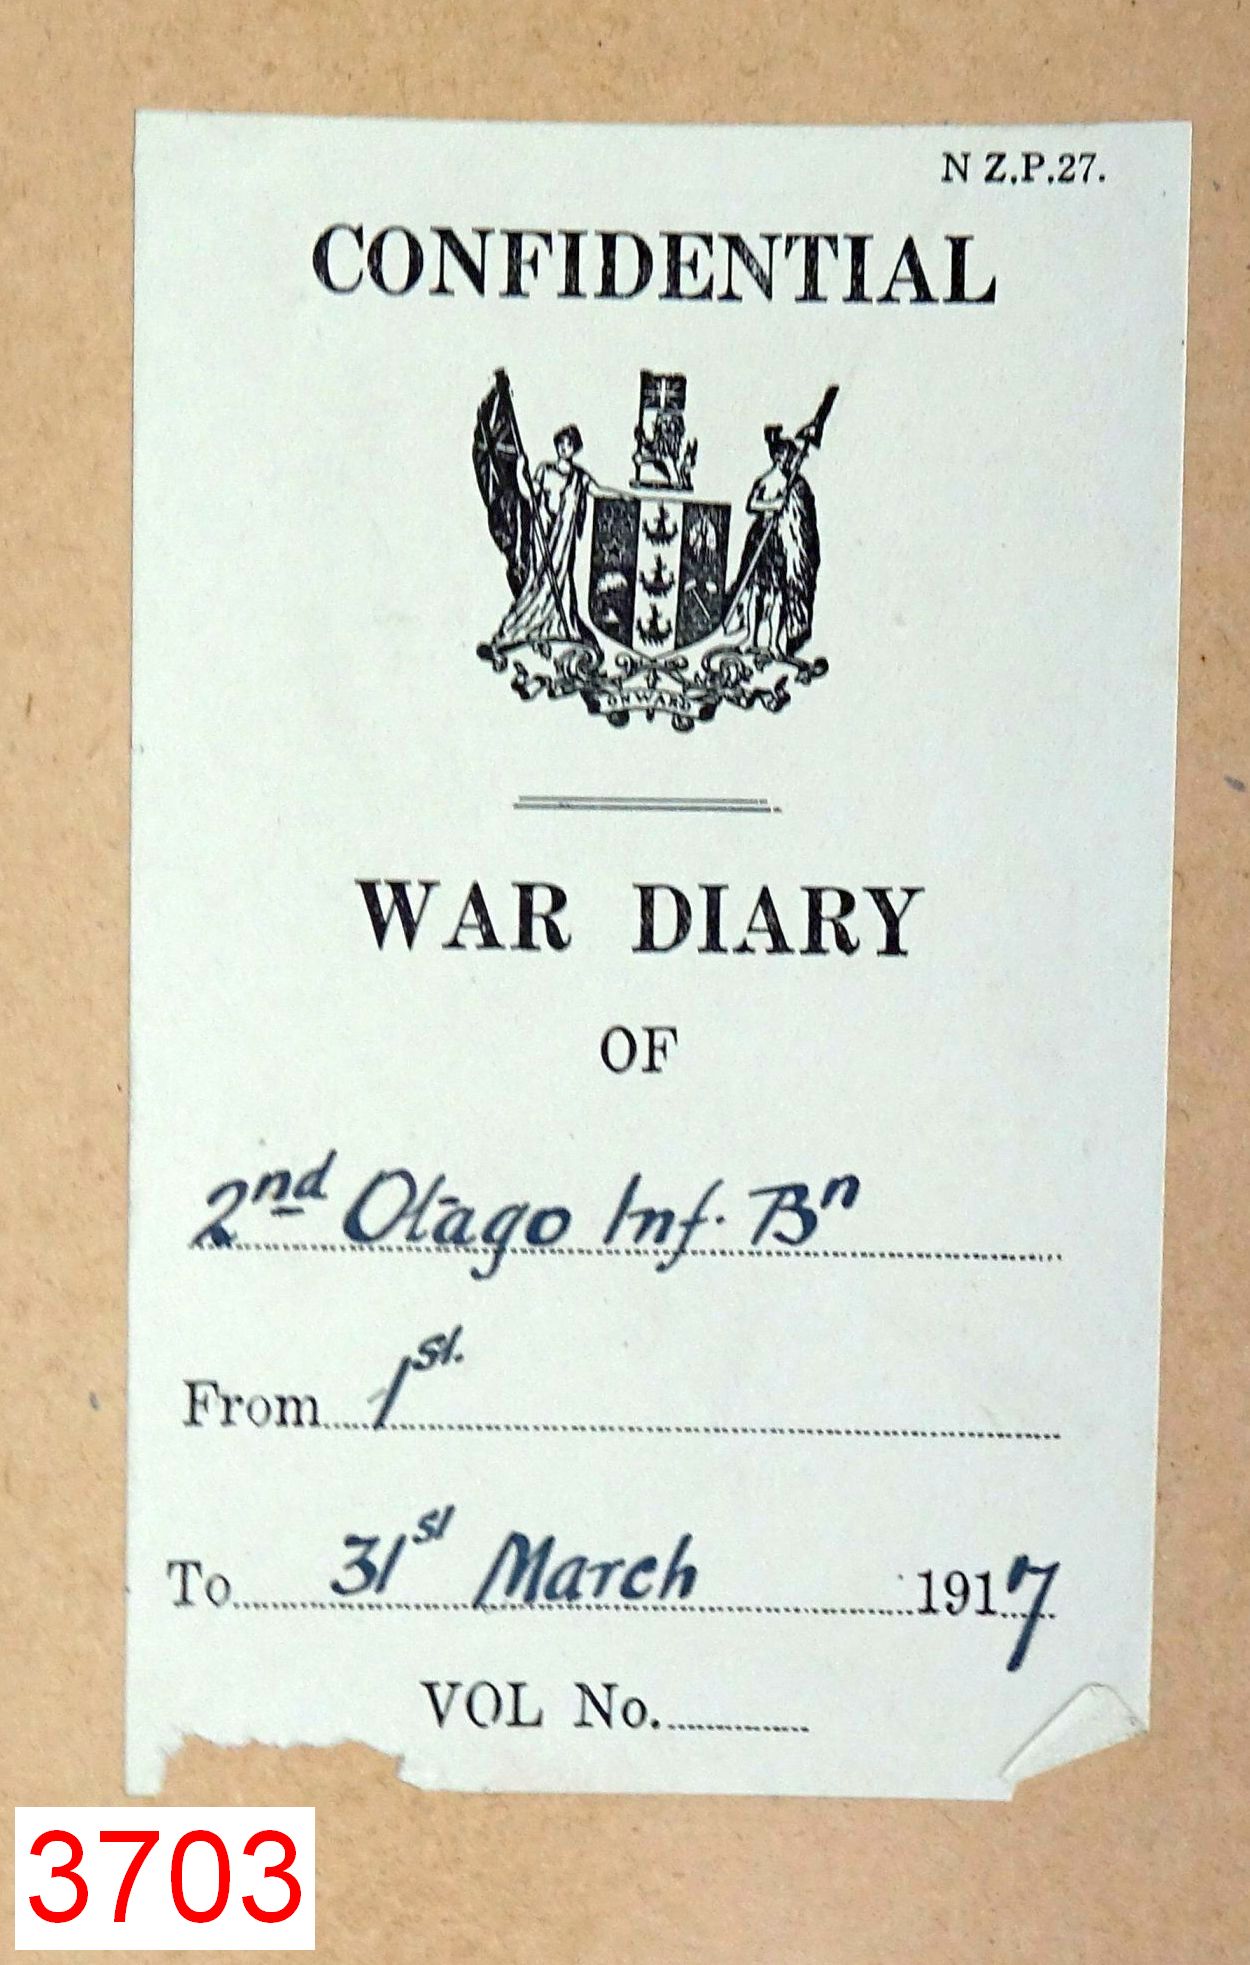 N Z.P.27.
CONFIDENTIAL
ONWARD
WAR DIARY
OF
2nd Otago Inf. Bn
From 1st.
To 31st March 1917
VOL No.
3703